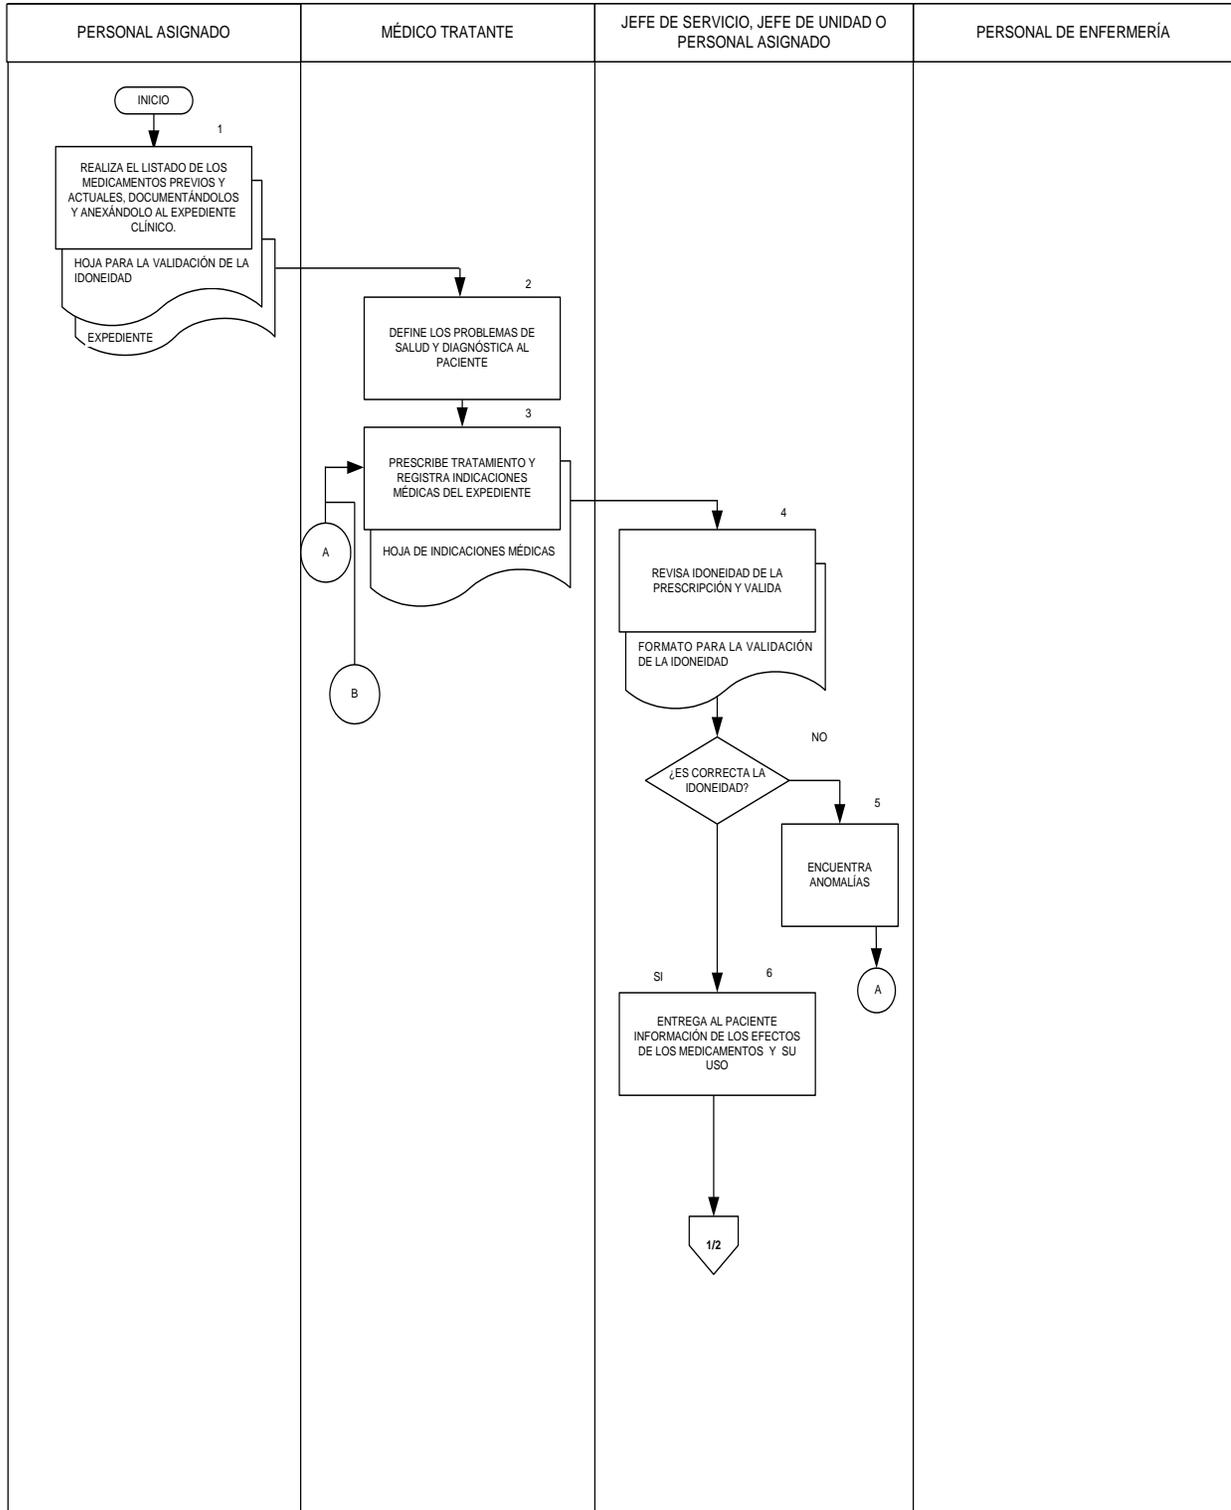 PERSONAL ASIGNADO
MÉDICO TRATANTE
JEFE DE SERVICIO, JEFE DE UNIDAD O
PERSONAL ASIGNADO
PERSONAL DE ENFERMERÍA
INICIO
1
REALIZA EL LISTADO DE LOS
MEDICAMENTOS PREVIOS Y
ACTUALES, DOCUMENTÁNDOLOS
Y ANEXÁNDOLO AL EXPEDIENTE
CLÍNICO.
HOJA PARA LA VALIDACIÓN DE LA
IDONEIDAD
EXPEDIENTE
2
DEFINE LOS PROBLEMAS DE
SALUD Y DIAGNÓSTICA AL
PACIENTE
3
PRESCRIBE TRATAMIENTO Y
REGISTRA INDICACIONES
MÉDICAS DEL EXPEDIENTE
HOJA DE INDICACIONES MÉDICAS
A
B
4
REVISA IDONEIDAD DE LA
PRESCRIPCIÓN Y VALIDA
FORMATO PARA LA VALIDACIÓN
DE LA IDONEIDAD
NO
¿ES CORRECTA LA
IDONEIDAD?
5
ENCUENTRA
ANOMALÍAS
A
SI
6
ENTREGA AL PACIENTE
INFORMACIÓN DE LOS EFECTOS
DE LOS MEDICAMENTOS Y SU
USO
1/2